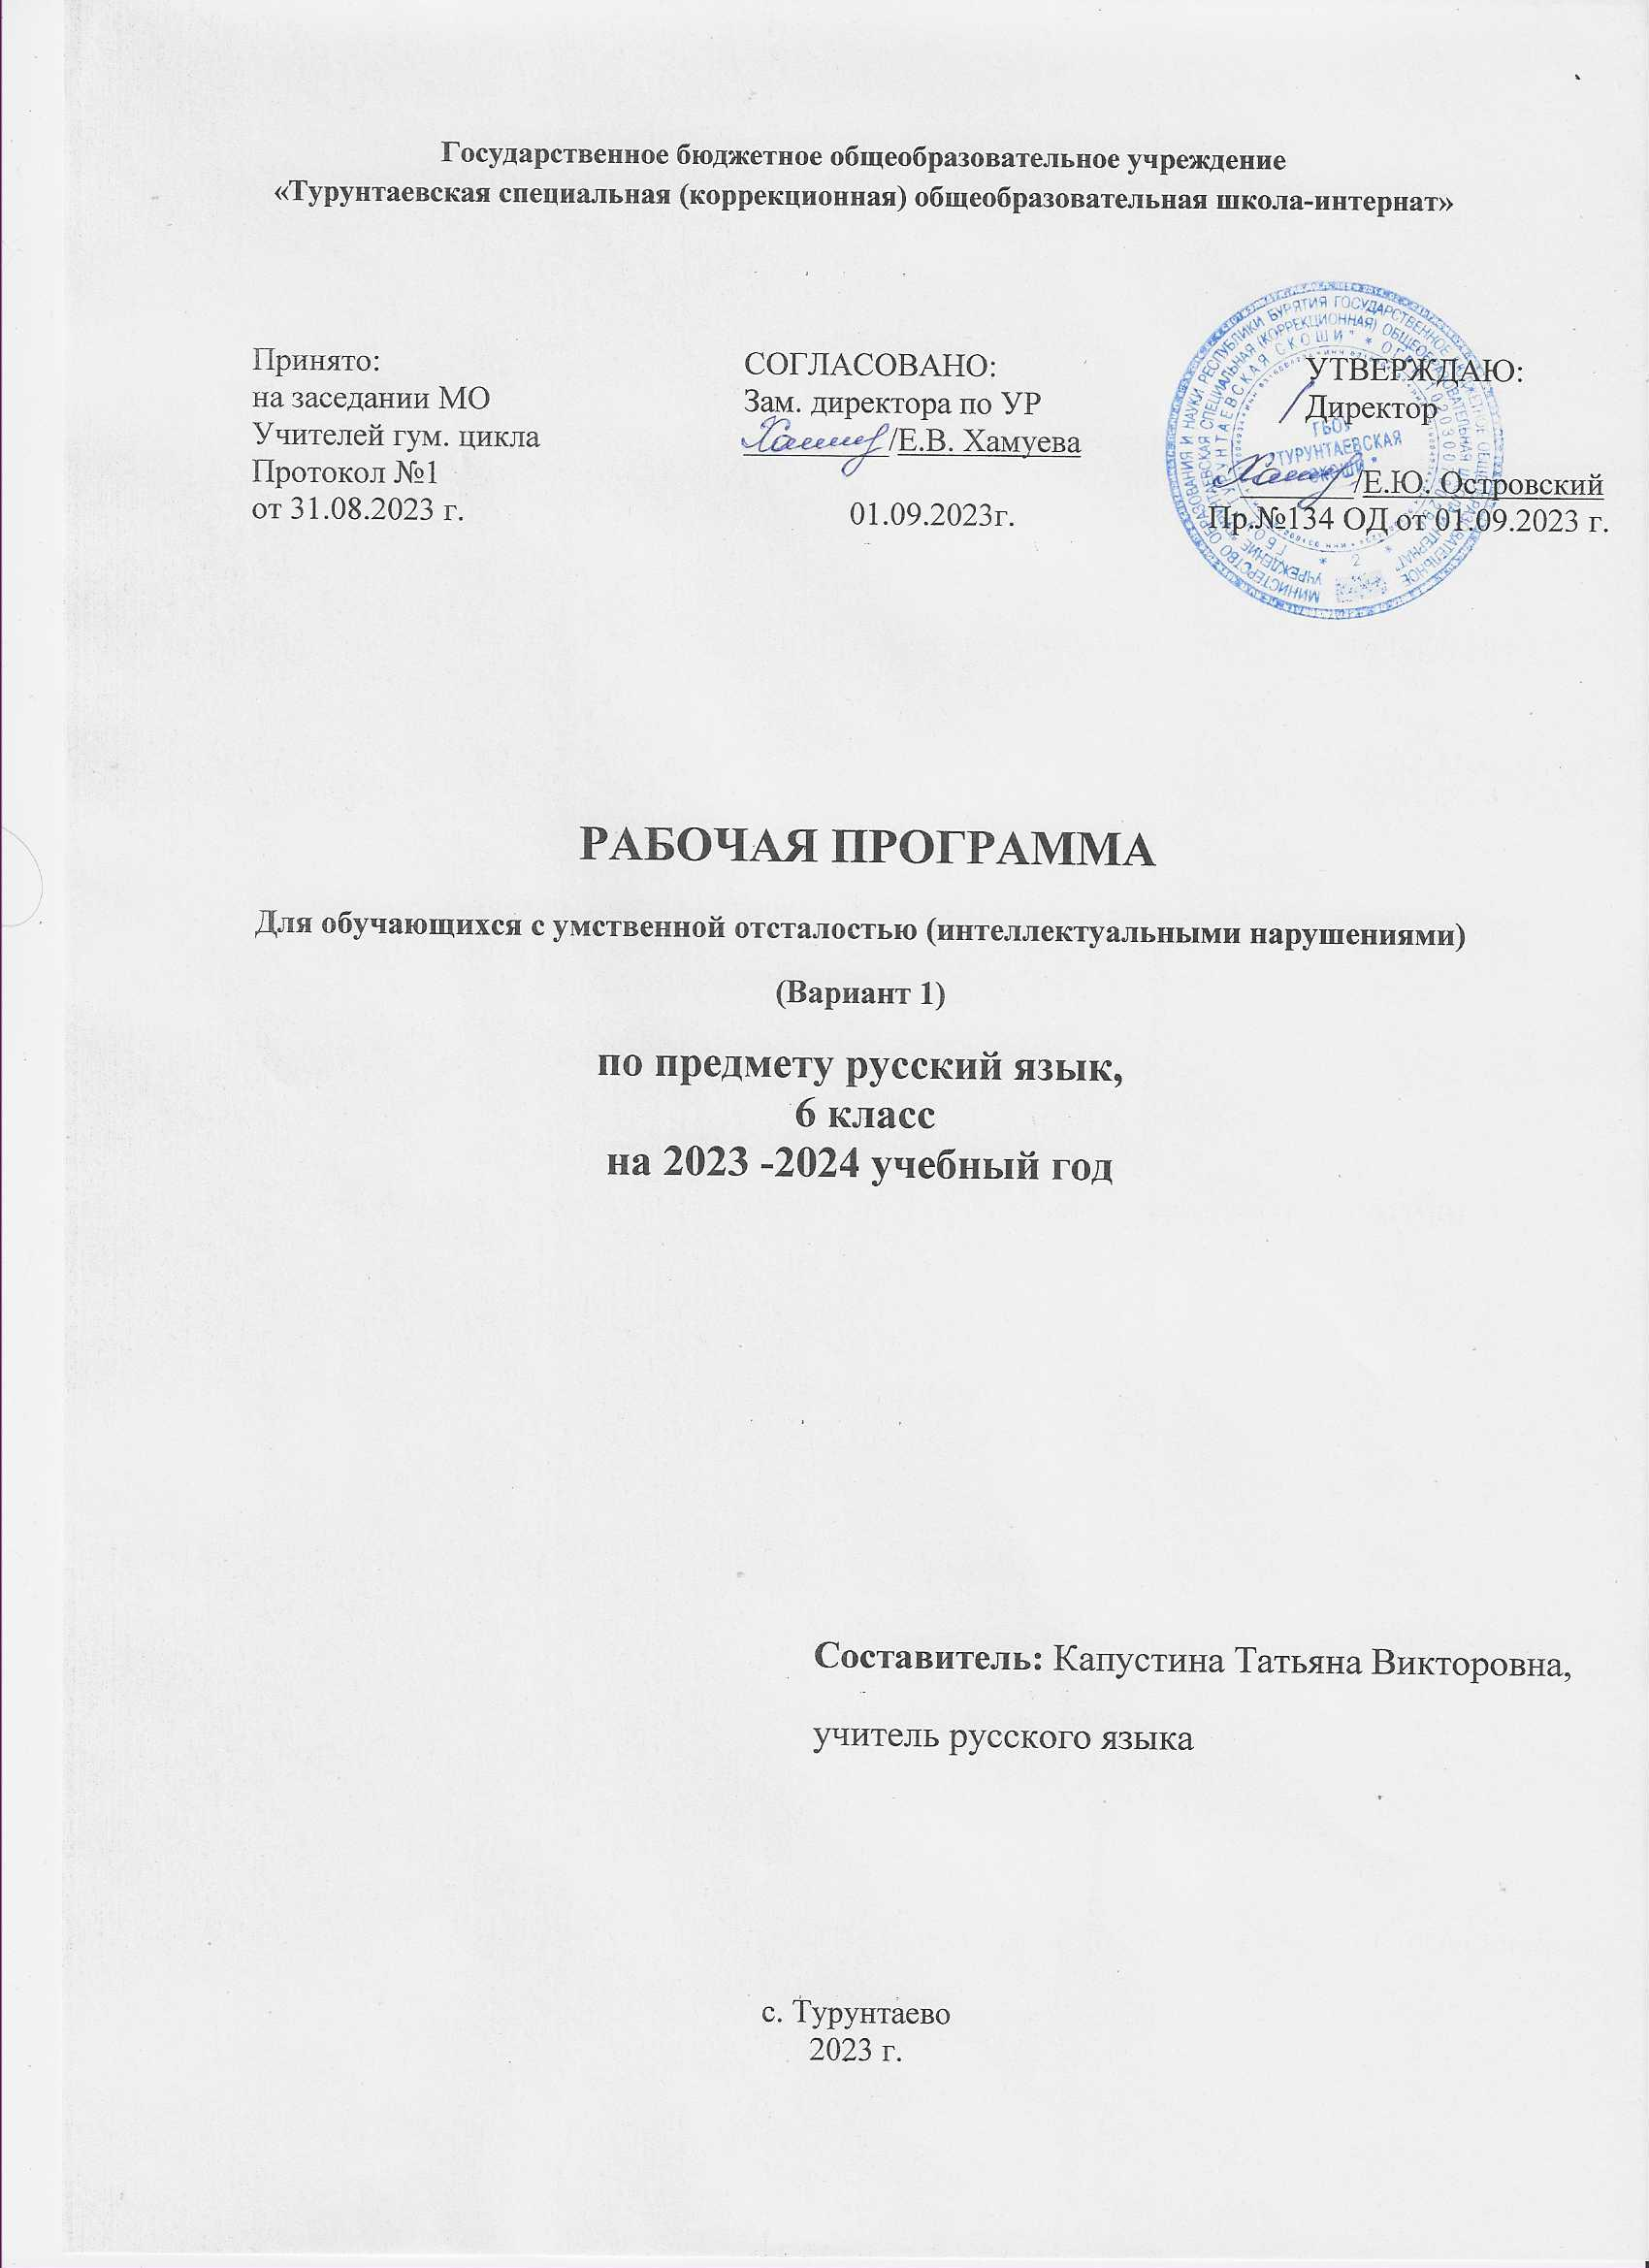 Государственное бюджетное общеобразовательное учреждение
«Турунтаевская специальная (коррекционная) общеобразовательная школа-интернат»
Принято:
на заседании МО
Учителей гум. цикла
Протокол №1
от 31.08.2023 г.
СОГЛАСОВАНО:
Зам. директора по УР
/Е.В. Хамуева
01.09.2023г.
УТВЕРЖДАЮ:
Директор
/Е.Ю. Островский
Пр.№134 ОД от 01.09.2023 г.
ГБОУ
ТУРУНТАЕВСКАЯ
СКОШИ
РАБОЧАЯ ПРОГРАММА
Для обучающихся с умственной отсталостью (интеллектуальными нарушениями)
(Вариант 1)
по предмету русский язык,
6 класс
на 2023 -2024 учебный год
Составитель: Капустина Татьяна Викторовна,
учитель русского языка
с. Турунтаево
2023 г.